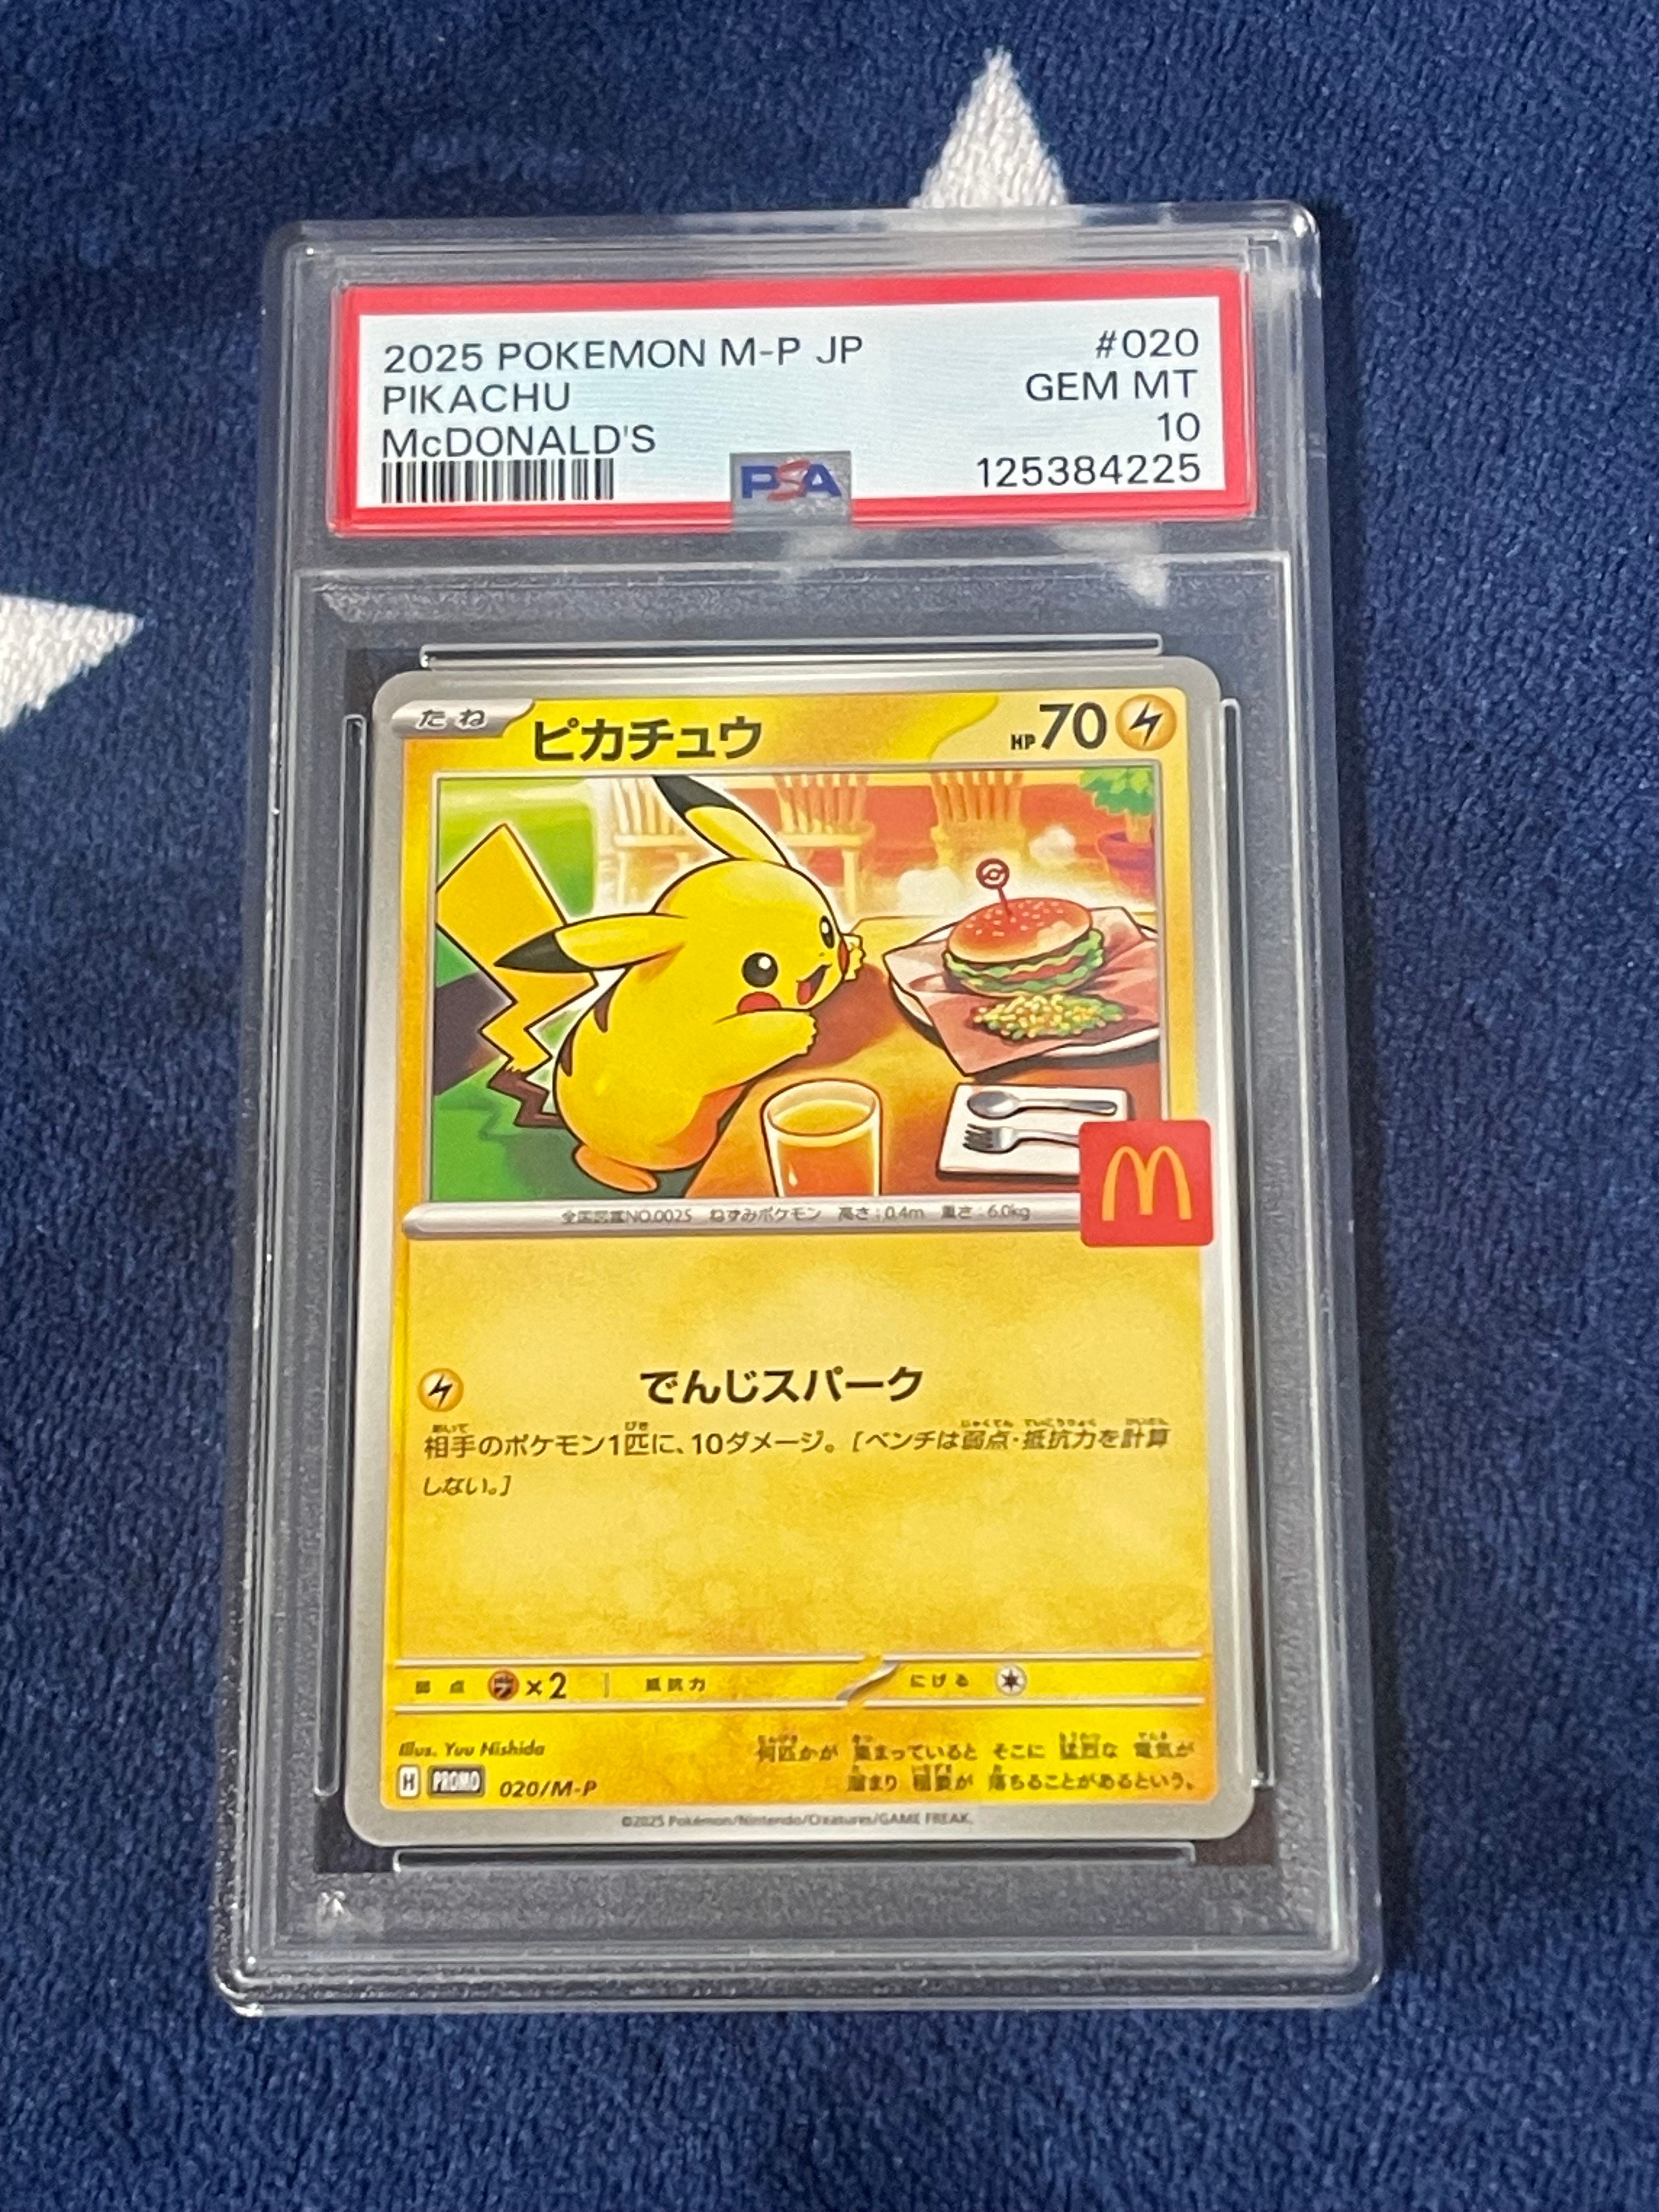 2025 POKEMON M-P JP #020
PIKACHU GEM MT
McDONALD'S 10
PSA 125384225
たね ピカチュウ HP70
全国図鑑NO.0025 ねずみポケモン 高さ:0.4m 重さ:6.0kg
M
でんじスパーク
相手のポケモン1匹に、10ダメージ。[ベンチは弱点・抵抗力を計算
しない。]
弱点 ×2 抵抗力 にげる
Illus. Yuu Nishida
何匹かが 集まっていると そこに 猛烈な 電気が
溜まり 稲妻が 落ちることがあるという。
H PROMO 020/M-P
©2025 Pokémon/Nintendo/Creatures/GAME FREAK.